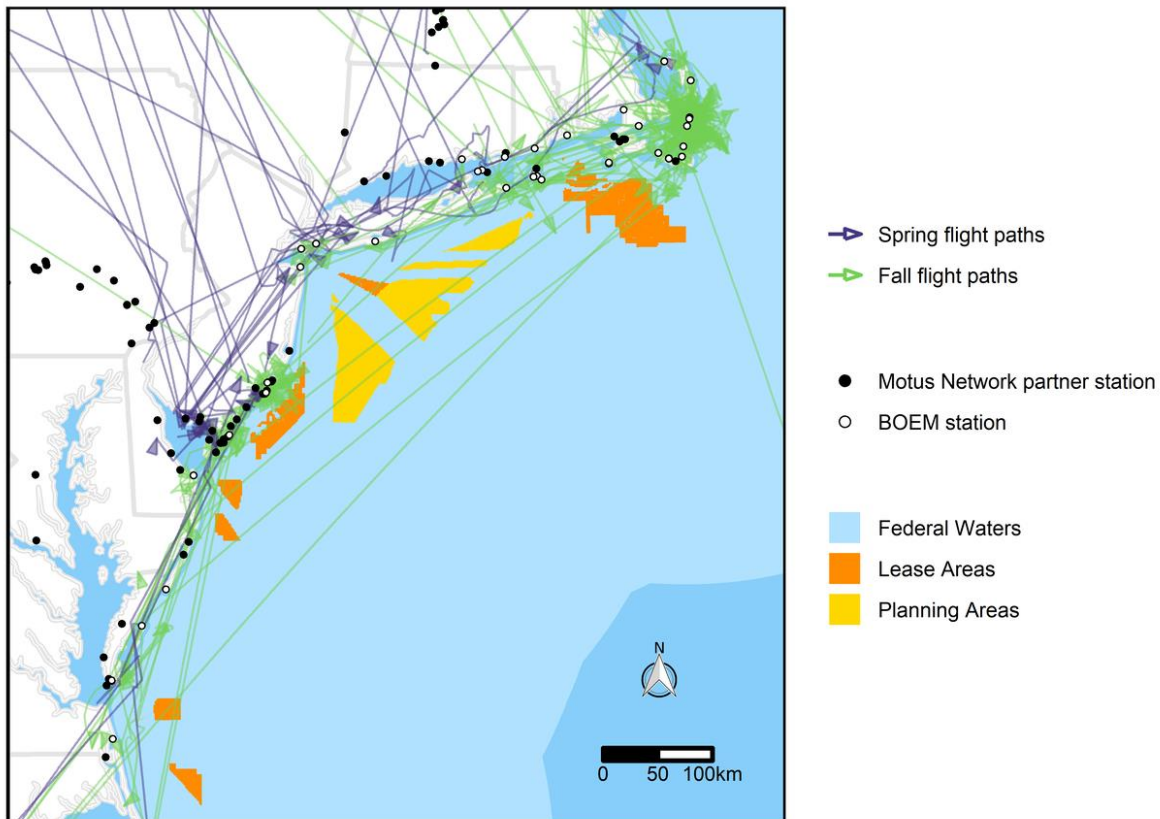 Spring flight paths
Fall flight paths
Motus Network partner station
BOEM station
Federal Waters
Lease Areas
Planning Areas
N
0 50 100km